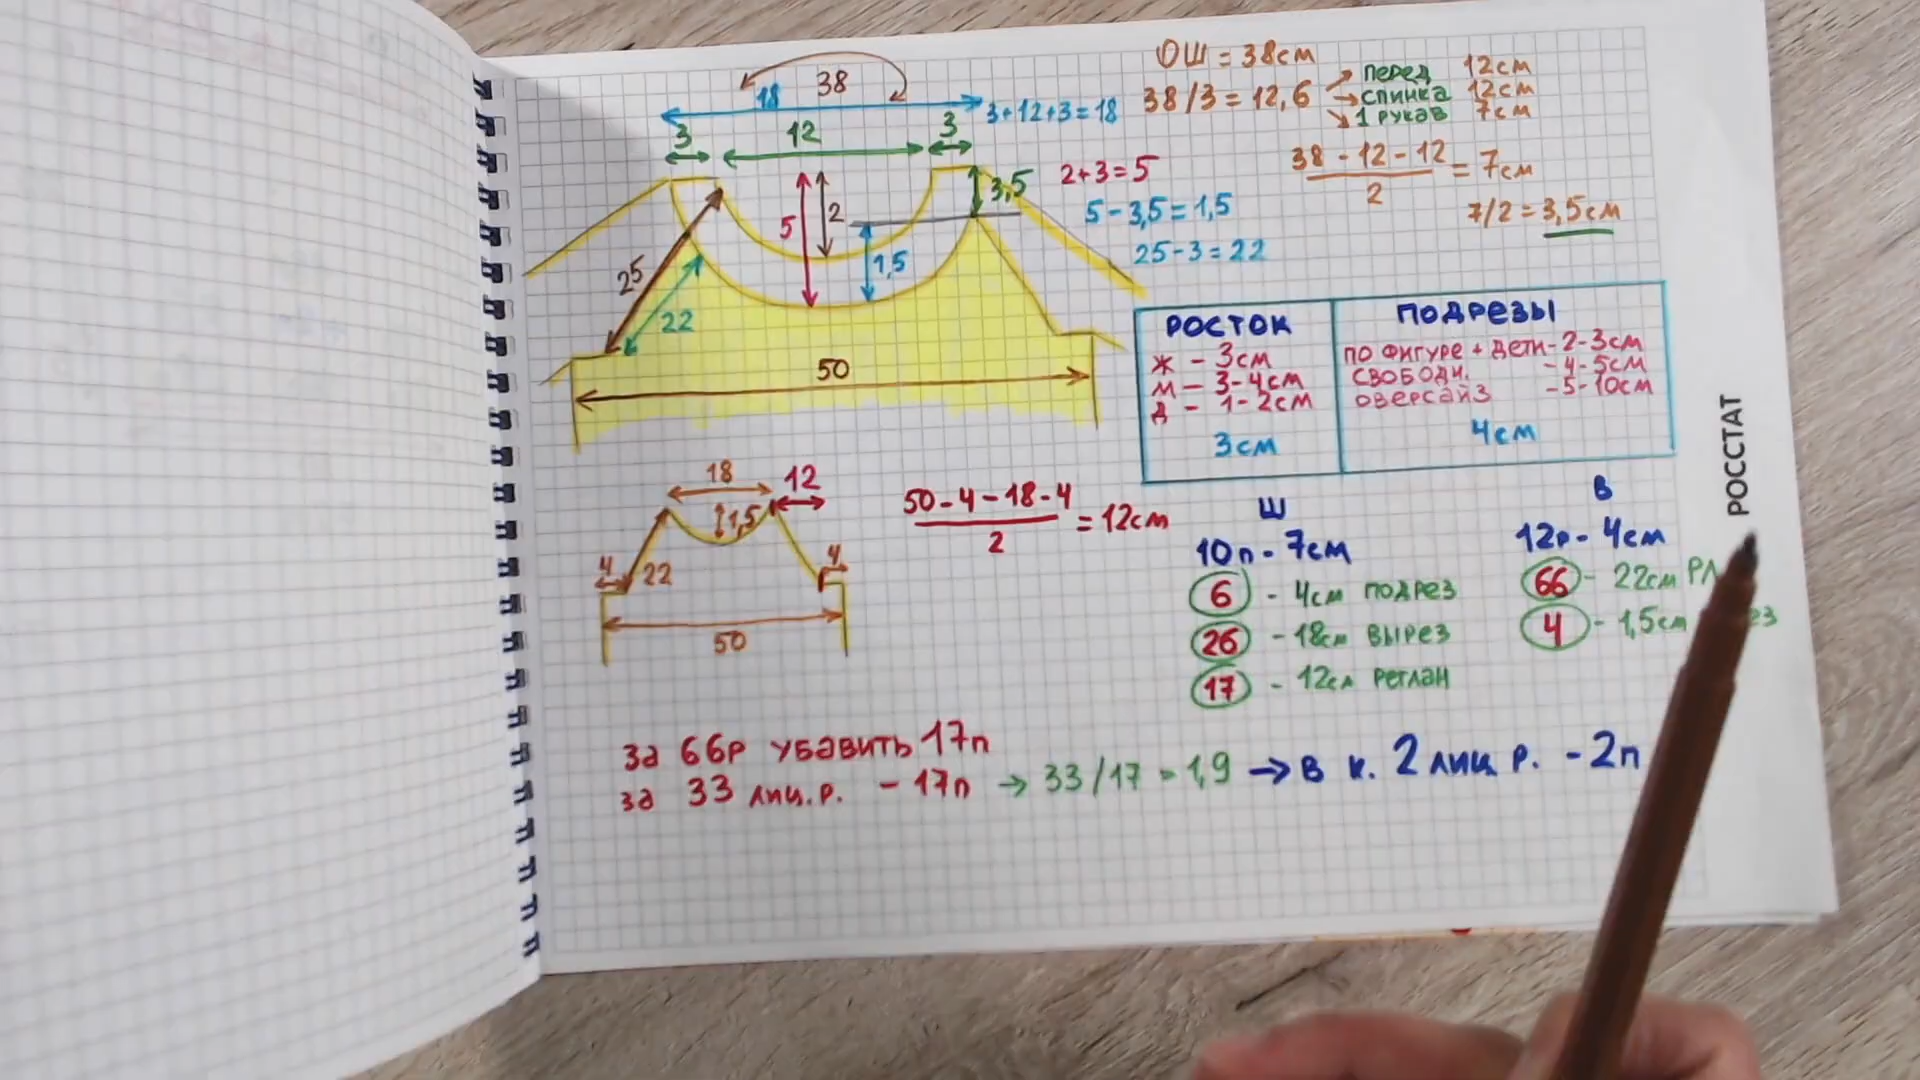 38
18
3+12+3=18
3
12
3
5
2
3,5
1,5
25
22
50
2+3=5
5-3,5=1,5
25-3=22
ОШ = 38см
38/3=12,6
перед 12см
спинка 12см
1 рукав 7см
38-12-12
2
= 7см
7/2=3,5см
РОСТОК
Ж - 3см
М - 3-4см
Д - 1-2см
3см
ПОДРЕЗЫ
ПО ФИГУРЕ + ДЕТИ-2-3см
СВОБОДН. -4-5см
ОВЕРСАЙЗ -5-10см
4см
18
12
1,5
4
22
4
50
50-4-18-4
2
= 12см
Ш
10п - 7см
6 - 4см подрез
26 - 18см вырез
17 - 12см реглан
В
12р - 4см
66 - 22см РЛ
4 - 1,5см
за 66р убавить 17п
за 33 лиц.р. - 17п → 33/17 = 1,9 → в к. 2 лиц р. - 2п
РОССТАТ